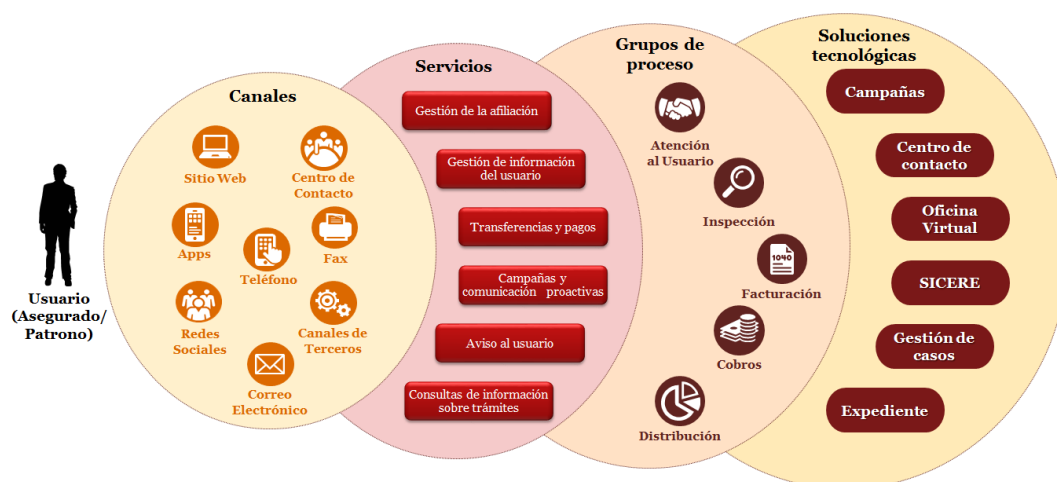 Usuario
(Asegurado/
Patrono)
Canales
Sitio Web
Centro de
Contacto
Apps
Teléfono
Fax
Redes
Sociales
Canales de
Terceros
Correo
Electrónico
Servicios
Gestión de la afiliación
Gestión de información
del usuario
Transferencias y pagos
Campañas y
comunicación proactivas
Aviso al usuario
Consultas de información
sobre trámites
Grupos de
proceso
Atención
al Usuario
Inspección
1040
Facturación
Cobros
Distribución
Soluciones
tecnológicas
Campañas
Centro de
contacto
Oficina
Virtual
SICERE
Gestión de
casos
Expediente